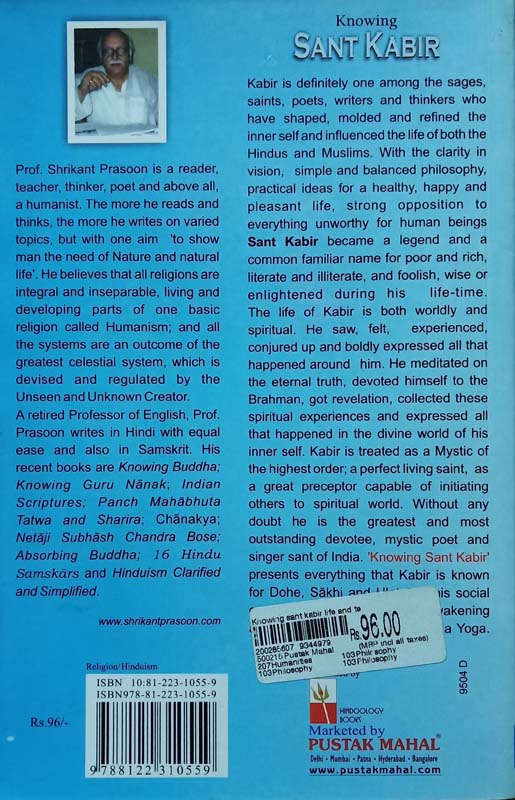 Knowing
SANT KABIR
Kabir is definitely one among the sages,
saints, poets, writers and thinkers who
have shaped, molded and refined the
inner self and influenced the life of both the
Hindus and Muslims. With the clarity in
vision, simple and balanced philosophy,
practical ideas for a healthy, happy and
pleasant life, strong opposition to
everything unworthy for human beings
Sant Kabir became a legend and a
common familiar name for poor and rich,
literate and illiterate, and foolish, wise or
enlightened during his life-time.
The life of Kabir is both worldly and
spiritual. He saw, felt, experienced,
conjured up and boldly expressed all that
happened around him. He meditated on
the eternal truth, devoted himself to the
Brahman, got revelation, collected these
spiritual experiences and expressed all
that happened in the divine world of his
inner self. Kabir is treated as a Mystic of
the highest order; a perfect living saint, as
a great preceptor capable of initiating
others to spiritual world. Without any
doubt he is the greatest and most
outstanding devotee, mystic poet and
singer sant of India. 'Knowing Sant Kabir'
presents everything that Kabir is known
for Dohe, Sākhi and his social
Yoga.
Prof. Shrikant Prasoon is a reader,
teacher, thinker, poet and above all,
a humanist. The more he reads and
thinks, the more he writes on varied
topics, but with one aim 'to show
man the need of Nature and natural
life'. He believes that all religions are
integral and inseparable, living and
developing parts of one basic
religion called Humanism; and all
the systems are an outcome of the
greatest celestial system, which is
devised and regulated by the
Unseen and Unknown Creator.
A retired Professor of English, Prof.
Prasoon writes in Hindi with equal
ease and also in Samskrit. His
recent books are Knowing Buddha;
Knowing Guru Nānak; Indian
Scriptures; Panch Mahābhuta
Tatwa and Sharira; Chānakya;
Netāji Subhāsh Chandra Bose;
Absorbing Buddha; 16 Hindu
Samskārs and Hinduism Clarified
and Simplified.
www.shrikantprasoon.com
Knowing sant kabir life and te
Rs.96.00
(MRP incl all taxes)
200285607 9344979
500215 Pustak Mahal
207Humanities
103Philosophy
103Philosophy
103Philosophy
Religion/Hinduism
ISBN 10:81-223-1055-9
ISBN978-81-223-1055-9
9 788122 310559
Rs.96/-
9504 D
HINDOOLOGY
BOOKS
Marketed by
PUSTAK MAHAL®
Delhi • Mumbai • Patna • Hyderabad • Bangalore
www.pustakmahal.com